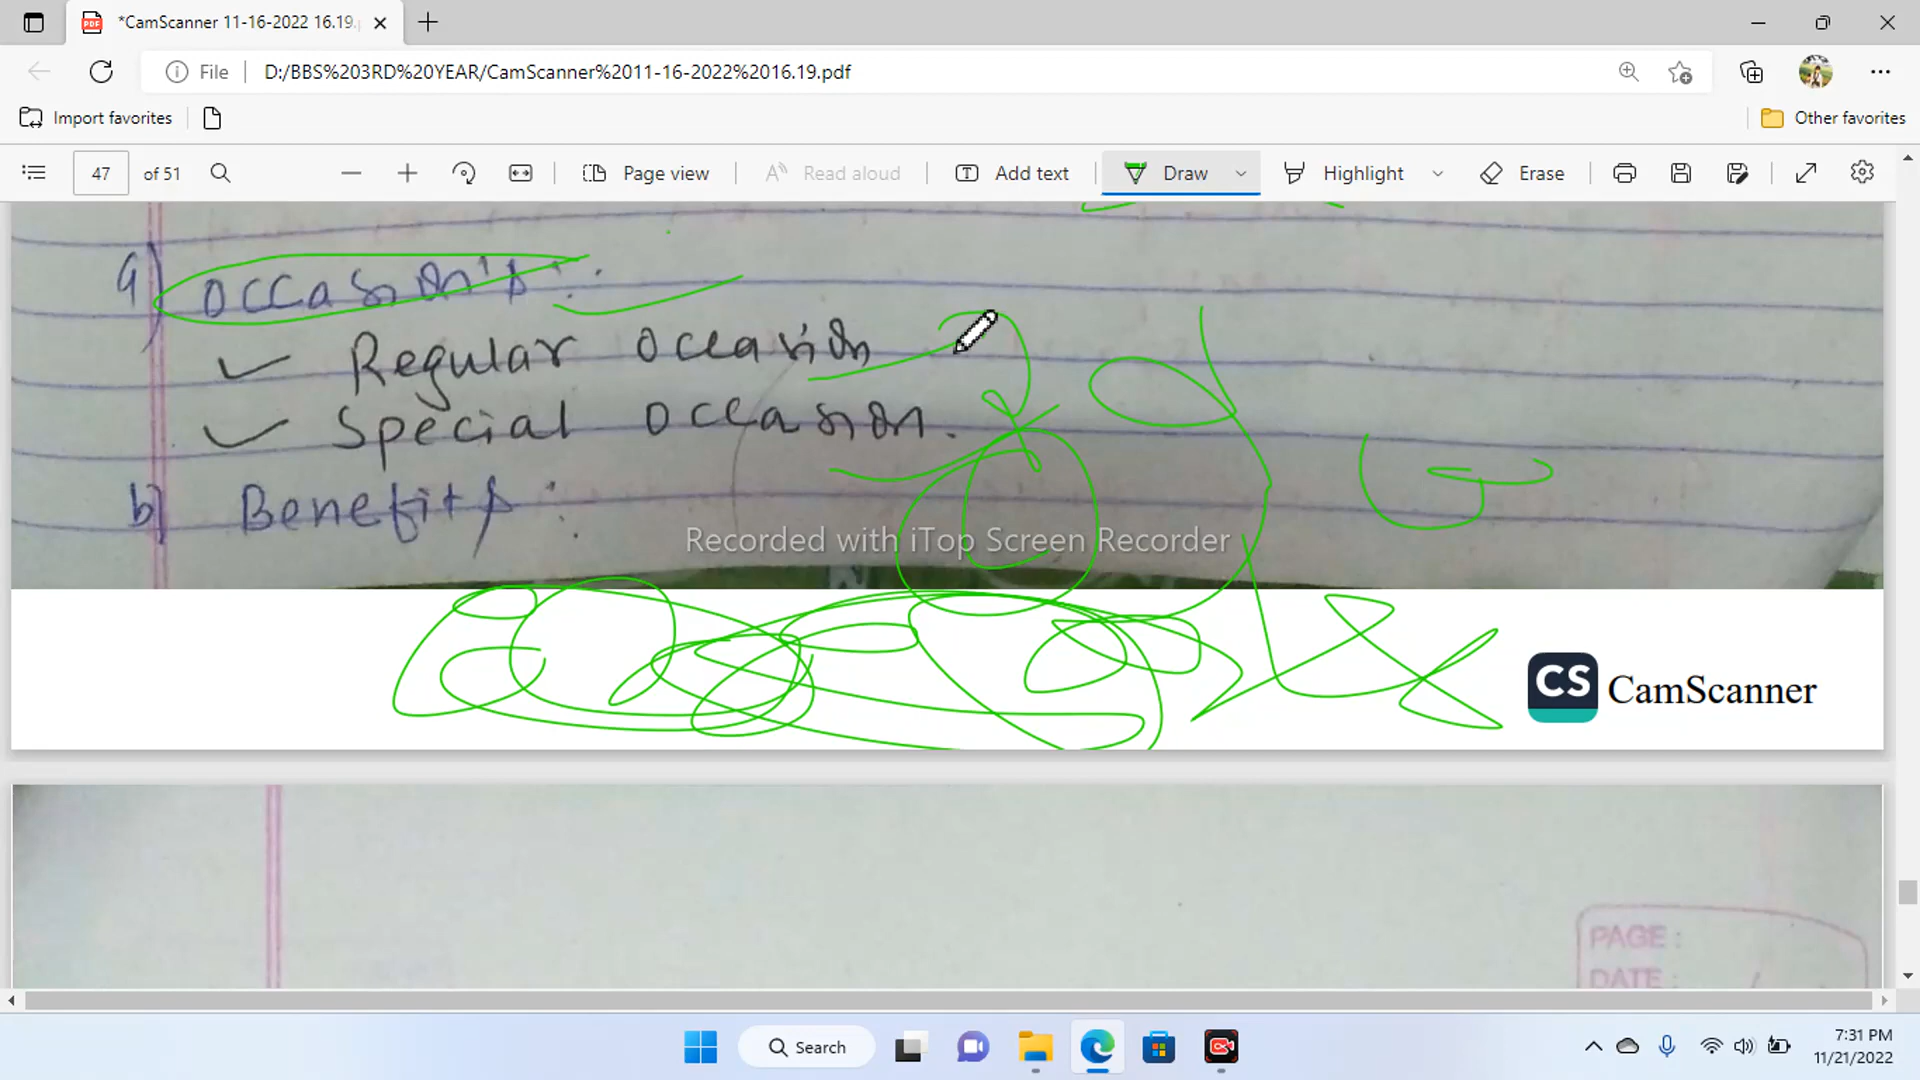 *CamScanner 11-16-2022 16.19.
File D:/BBS%203RD%20YEAR/CamScanner%2011-16-2022%2016.19.pdf
Import favorites Other favorites
47 of 51 Page view Read aloud Add text Draw Highlight Erase
a) Occasion's :
✓ Regular occasion
✓ Special occasion.
b) Benefits :
Recorded with iTop Screen Recorder
CS CamScanner
PAGE :
DATE : /
Search
7:31 PM
11/21/2022